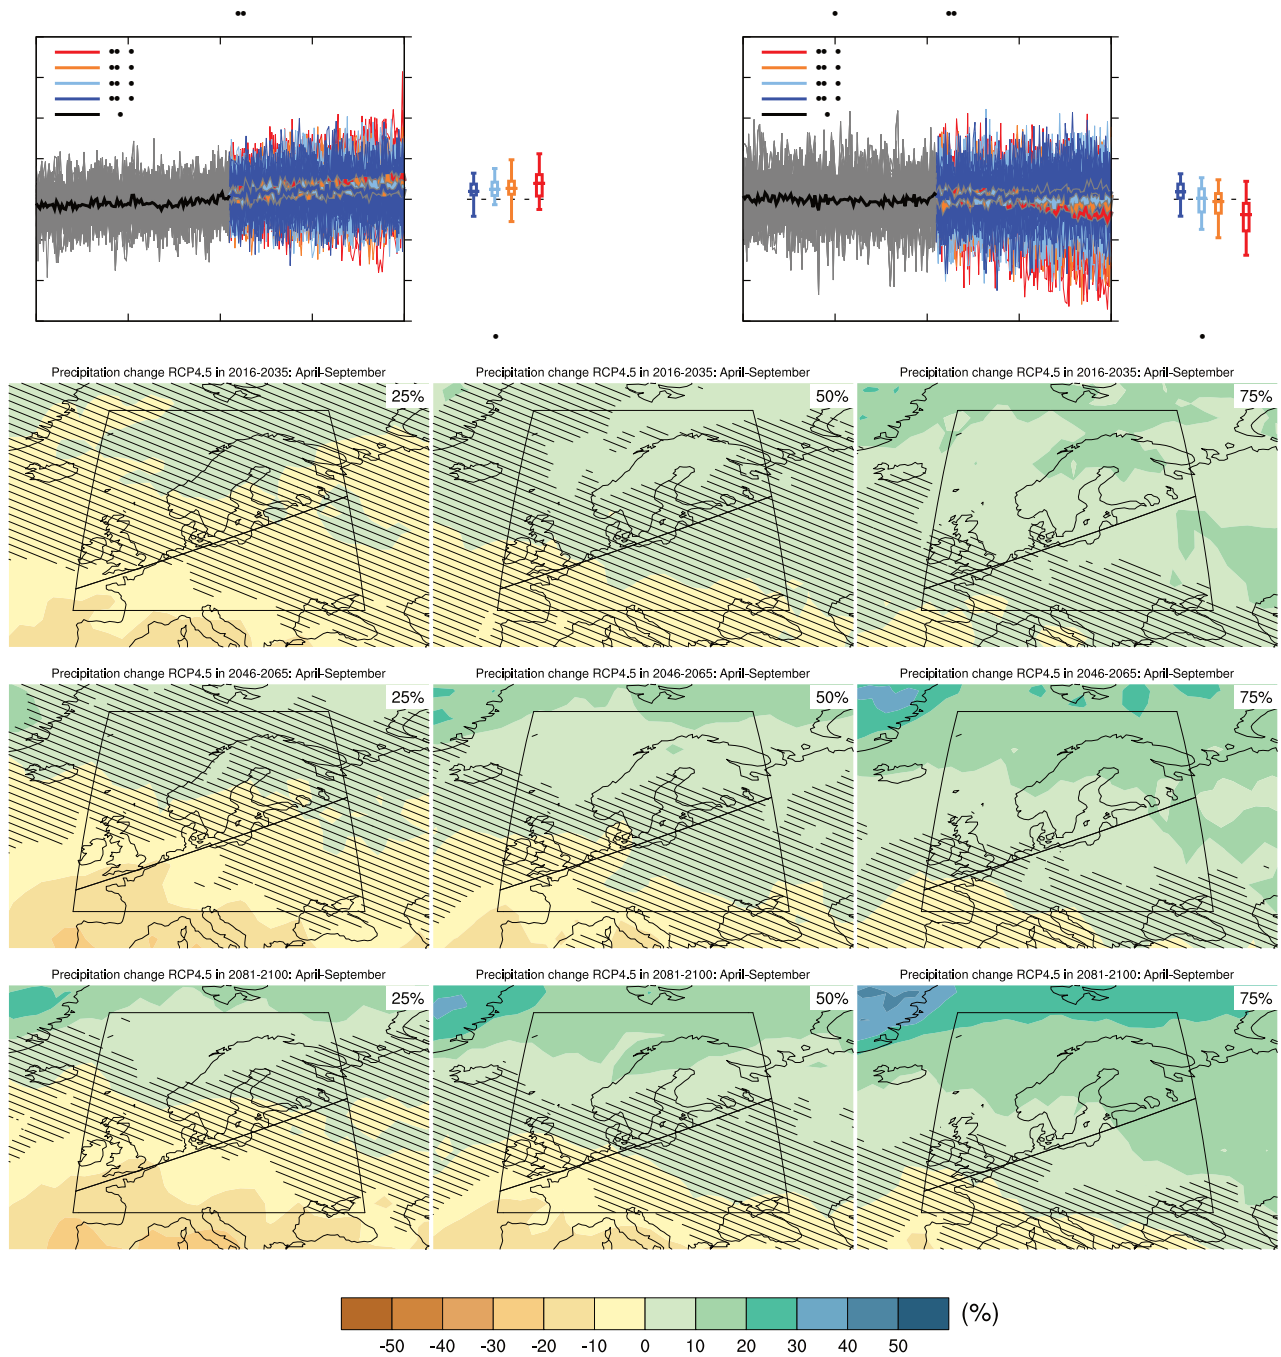 Precipitation change RCP4.5 in 2016-2035: April-September
25%
Precipitation change RCP4.5 in 2016-2035: April-September
50%
Precipitation change RCP4.5 in 2016-2035: April-September
75%
Precipitation change RCP4.5 in 2046-2065: April-September
25%
Precipitation change RCP4.5 in 2046-2065: April-September
50%
Precipitation change RCP4.5 in 2046-2065: April-September
75%
Precipitation change RCP4.5 in 2081-2100: April-September
25%
Precipitation change RCP4.5 in 2081-2100: April-September
50%
Precipitation change RCP4.5 in 2081-2100: April-September
75%
(%)
-50 -40 -30 -20 -10 0 10 20 30 40 50